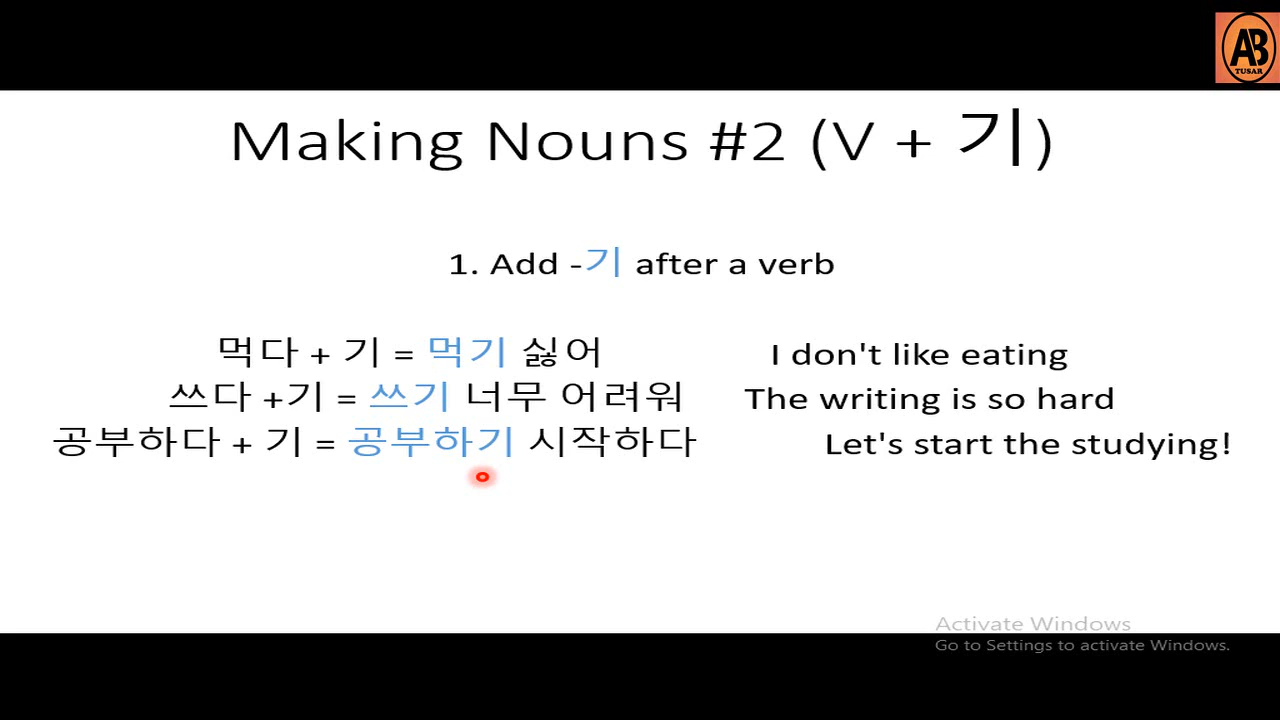 AB
TUSAR
Making Nouns #2 (V + 기)
1. Add -기 after a verb
먹다 + 기 = 먹기 싫어 I don't like eating
쓰다 +기 = 쓰기 너무 어려워 The writing is so hard
공부하다 + 기 = 공부하기 시작하다 Let's start the studying!
Activate Windows
Go to Settings to activate Windows.